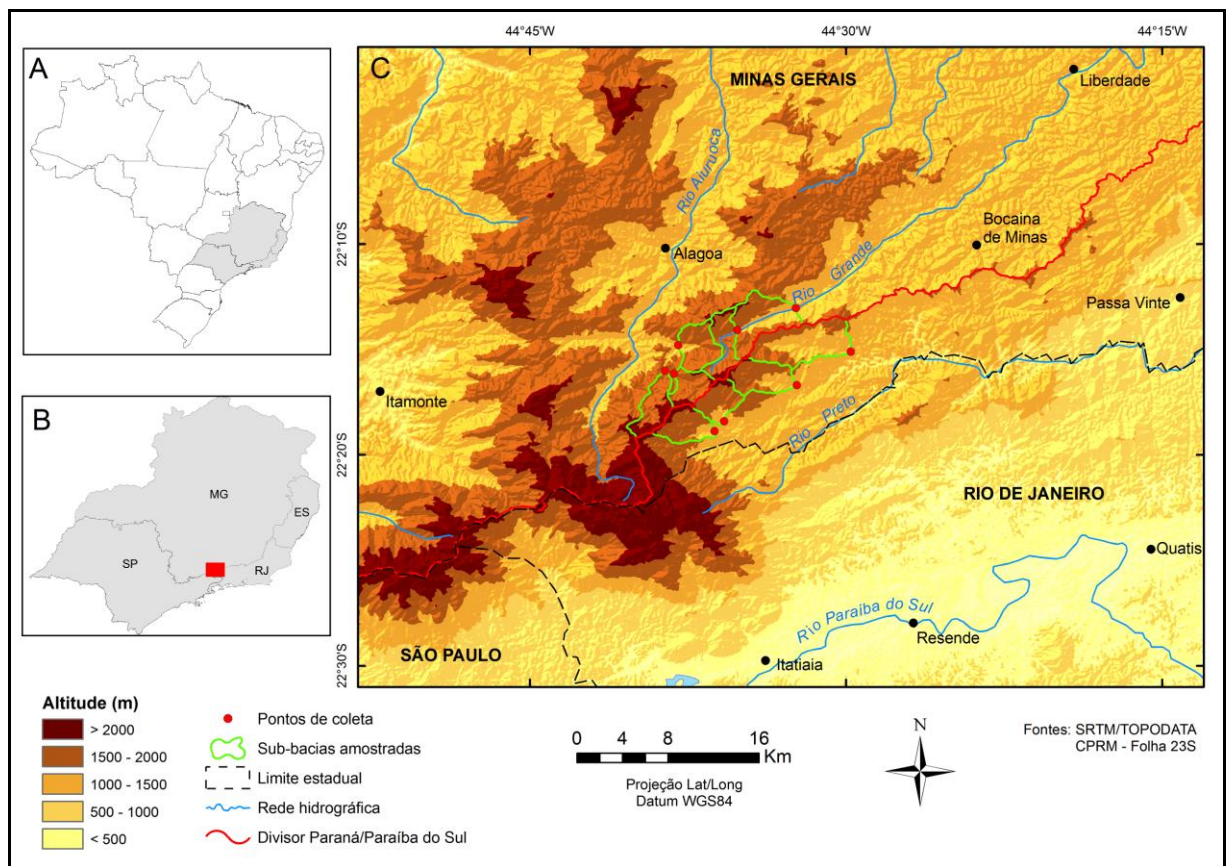 44°45'W
44°30'W
44°15'W
A
B
MG
ES
SP
RJ
C
MINAS GERAIS
Liberdade
Rio Aiuruoca
22°10'S
Alagoa
Rio Grande
Bocaina
de Minas
Passa Vinte
Itamonte
Rio Preto
22°20'S
RIO DE JANEIRO
Quatis
Rio Paraiba do Sul
Resende
SÃO PAULO
Itatiaia
22°30'S
Altitude (m)
> 2000
1500 - 2000
1000 - 1500
500 - 1000
< 500
Pontos de coleta
Sub-bacias amostradas
Limite estadual
Rede hidrográfica
Divisor Paraná/Paraíba do Sul
0 4 8 16
Km
Projeção Lat/Long
Datum WGS84
N
Fontes: SRTM/TOPODATA
CPRM - Folha 23S